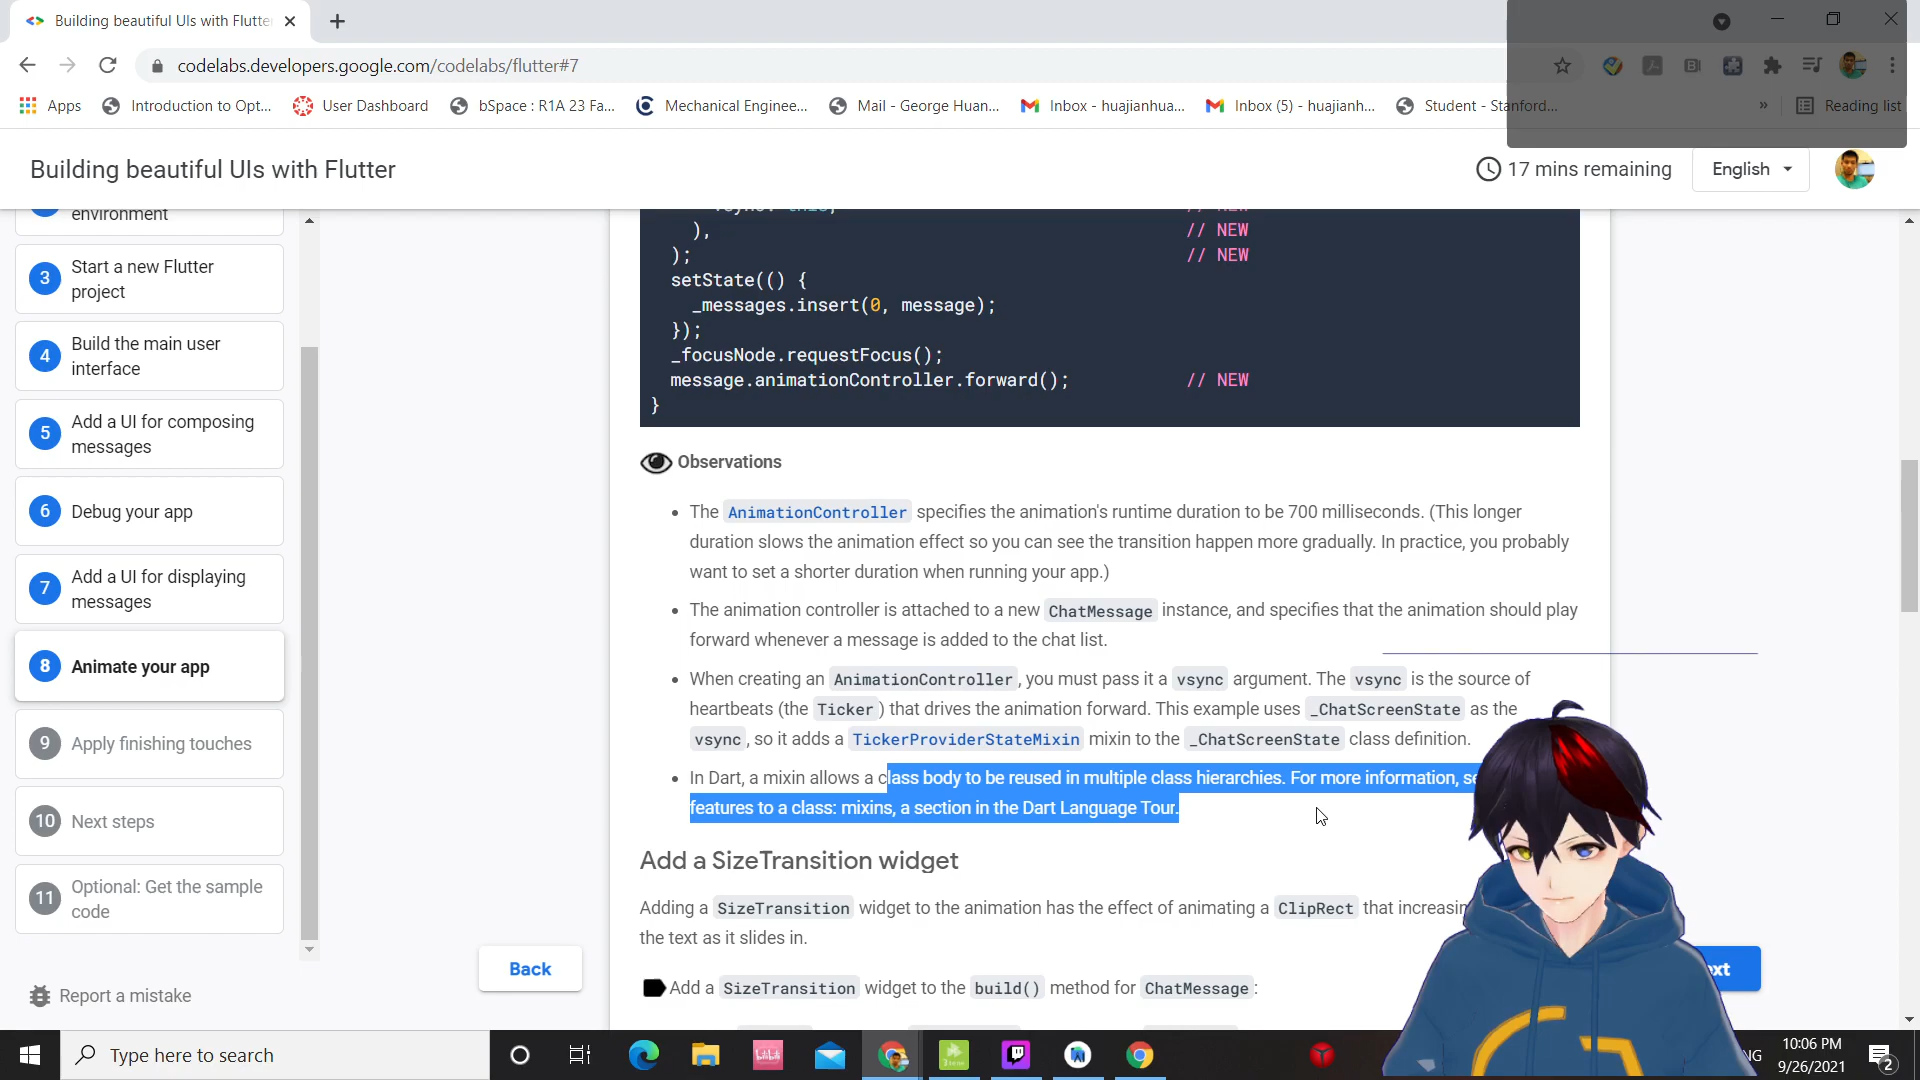 Building beautiful UIs with Flutte
codelabs.developers.google.com/codelabs/flutter#7
Apps
Introduction to Opt...
User Dashboard
bSpace : R1A 23 Fa...
Mechanical Enginee...
Mail - George Huan...
Inbox - huajianhua...
Inbox (5) - huajianh...
Student - Stanford...
»
Reading list
Building beautiful UIs with Flutter
17 mins remaining
English
environment
3 Start a new Flutter
project
4 Build the main user
interface
5 Add a UI for composing
messages
6 Debug your app
7 Add a UI for displaying
messages
8 Animate your app
9 Apply finishing touches
10 Next steps
11 Optional: Get the sample
code
Report a mistake
), // NEW
); // NEW
setState(() {
_messages.insert(0, message);
});
_focusNode.requestFocus();
message.animationController.forward(); // NEW
}
Observations
• The AnimationController specifies the animation's runtime duration to be 700 milliseconds. (This longer
duration slows the animation effect so you can see the transition happen more gradually. In practice, you probably
want to set a shorter duration when running your app.)
• The animation controller is attached to a new ChatMessage instance, and specifies that the animation should play
forward whenever a message is added to the chat list.
• When creating an AnimationController, you must pass it a vsync argument. The vsync is the source of
heartbeats (the Ticker) that drives the animation forward. This example uses _ChatScreenState as the
vsync, so it adds a TickerProviderStateMixin mixin to the _ChatScreenState class definition.
• In Dart, a mixin allows a class body to be reused in multiple class hierarchies. For more information,
features to a class: mixins, a section in the Dart Language Tour.
Add a SizeTransition widget
Adding a SizeTransition widget to the animation has the effect of animating a ClipRect that
the text as it slides in.
Add a SizeTransition widget to the build() method for ChatMessage:
Back
Type here to search
10:06 PM
9/26/2021
2